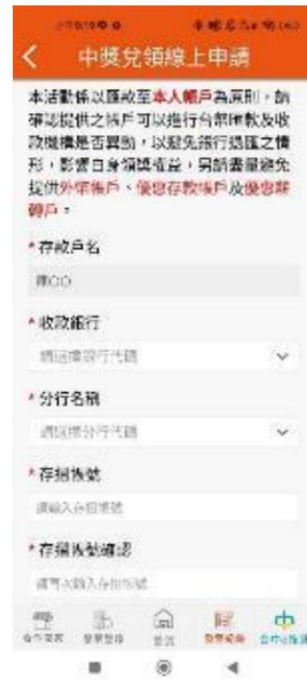 中獎兌領線上申請
本活動係以匯款至本人帳戶為原則，請
確認提供之帳戶可以進行台幣匯款及收
款機構是否異動，以避免銀行退匯之情
形，影響自身領獎權益，另請盡量避免
提供外幣帳戶、優惠存款帳戶及優惠薪
轉戶。
*存款戶名
OO
*收款銀行
請選擇銀行代碼
*分行名稱
請選擇分行代碼
*存摺帳號
請輸入存摺帳號
*存摺帳號確認
請再次輸入存摺帳號
首頁